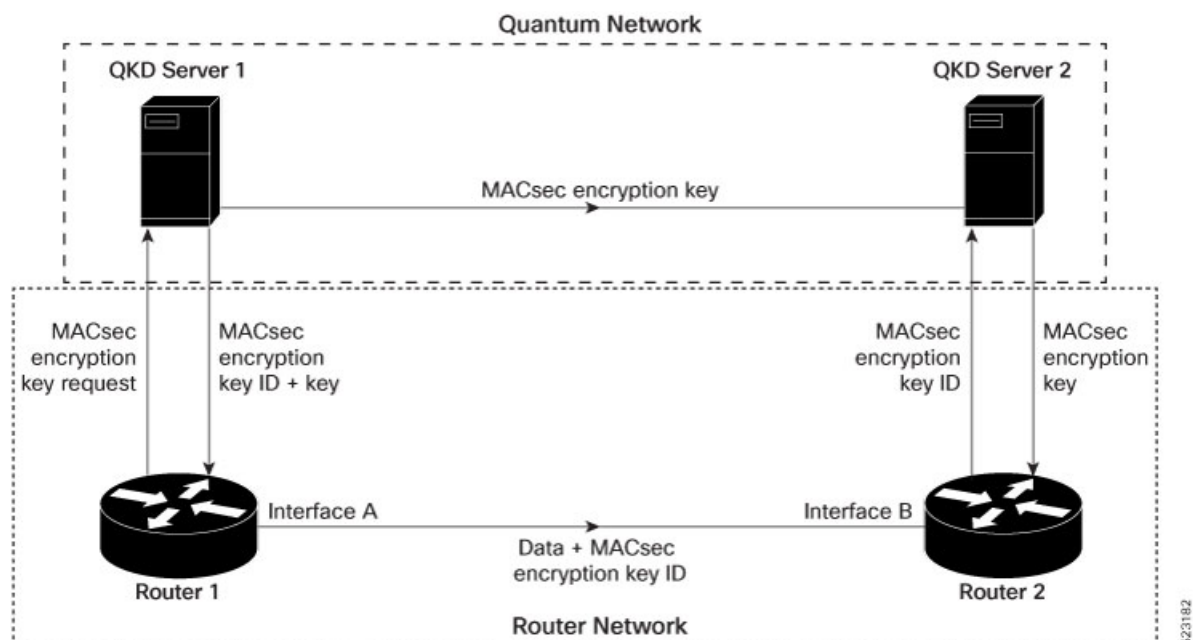 Quantum Network
QKD Server 1
QKD Server 2
MACsec encryption key
MACsec
encryption
key request
MACsec
encryption
key ID + key
MACsec
encryption
key ID
MACsec
encryption
key
Interface A
Interface B
Data + MACsec
encryption key ID
Router 1
Router 2
Router Network
523182